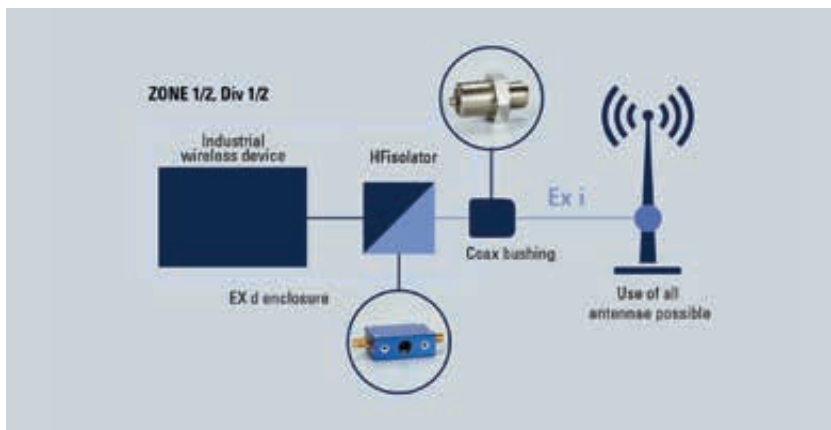 ZONE 1/2, Div 1/2
Industrial
wireless device
HFisolator
Ex i
Coax bushing
EX d enclosure
Use of all
antennae possible